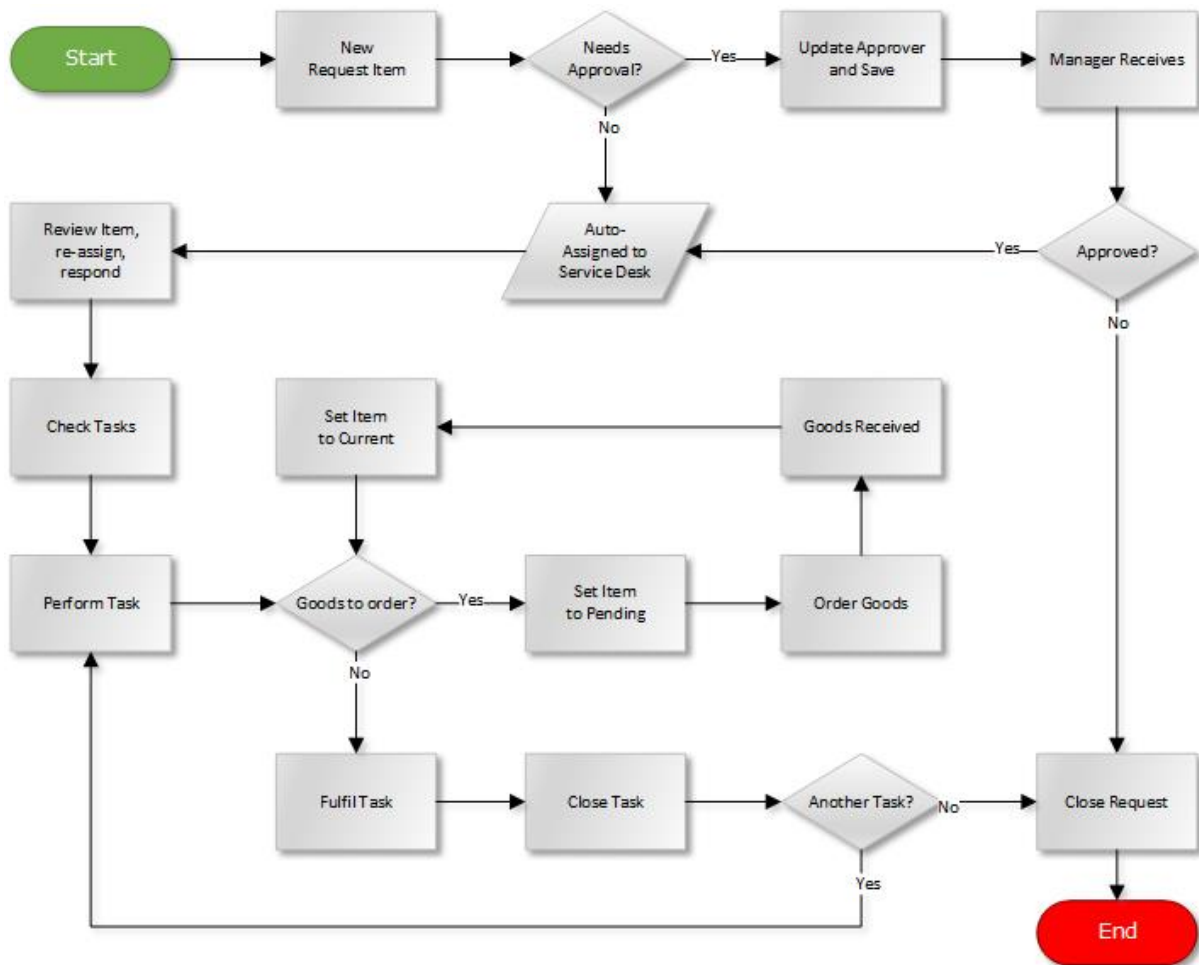 Start
New
Request Item
Needs
Approval?
Yes
Update Approver
and Save
Manager Receives
No
Review Item,
re-assign,
respond
Auto-
Assigned to
Service Desk
Yes
Approved?
No
Check Tasks
Set Item
to Current
Goods Received
Perform Task
Goods to order?
Yes
Set Item
to Pending
Order Goods
No
Fulfil Task
Close Task
Another Task?
No
Close Request
Yes
End